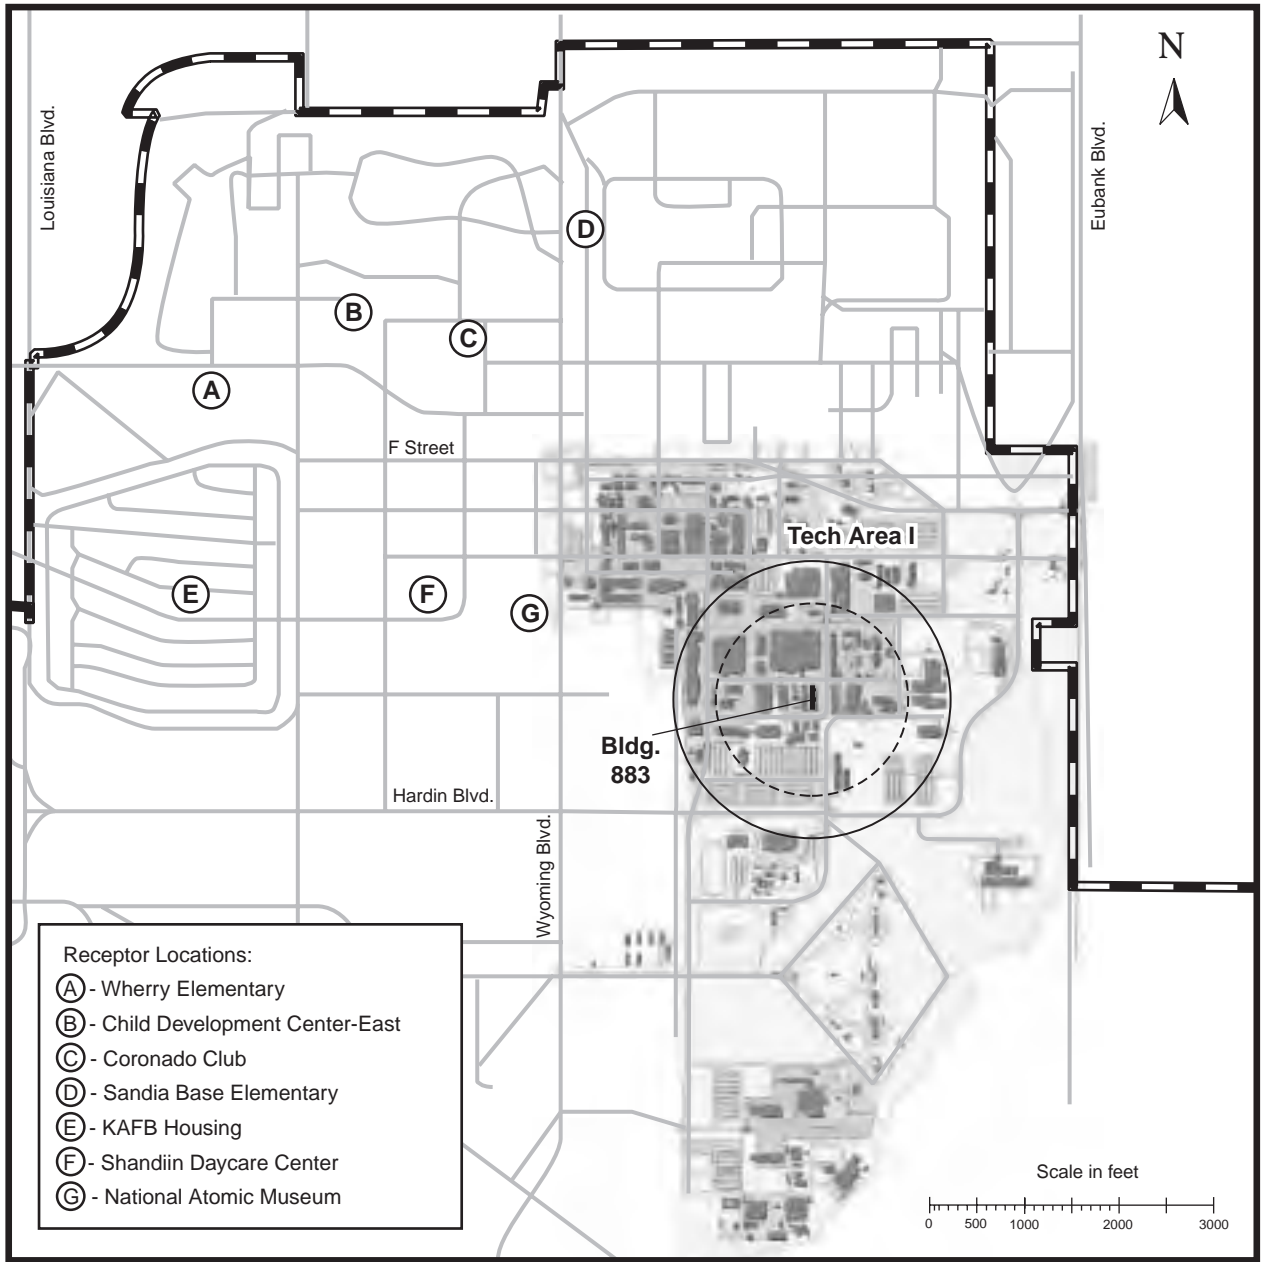 N
Louisiana Blvd.
Eubank Blvd.
D
B
C
A
F Street
Tech Area I
E
F
G
Bldg.
883
Hardin Blvd.
Wyoming Blvd.
Receptor Locations:
A - Wherry Elementary
B - Child Development Center-East
C - Coronado Club
D - Sandia Base Elementary
E - KAFB Housing
F - Shandiin Daycare Center
G - National Atomic Museum
Scale in feet
0 500 1000 2000 3000